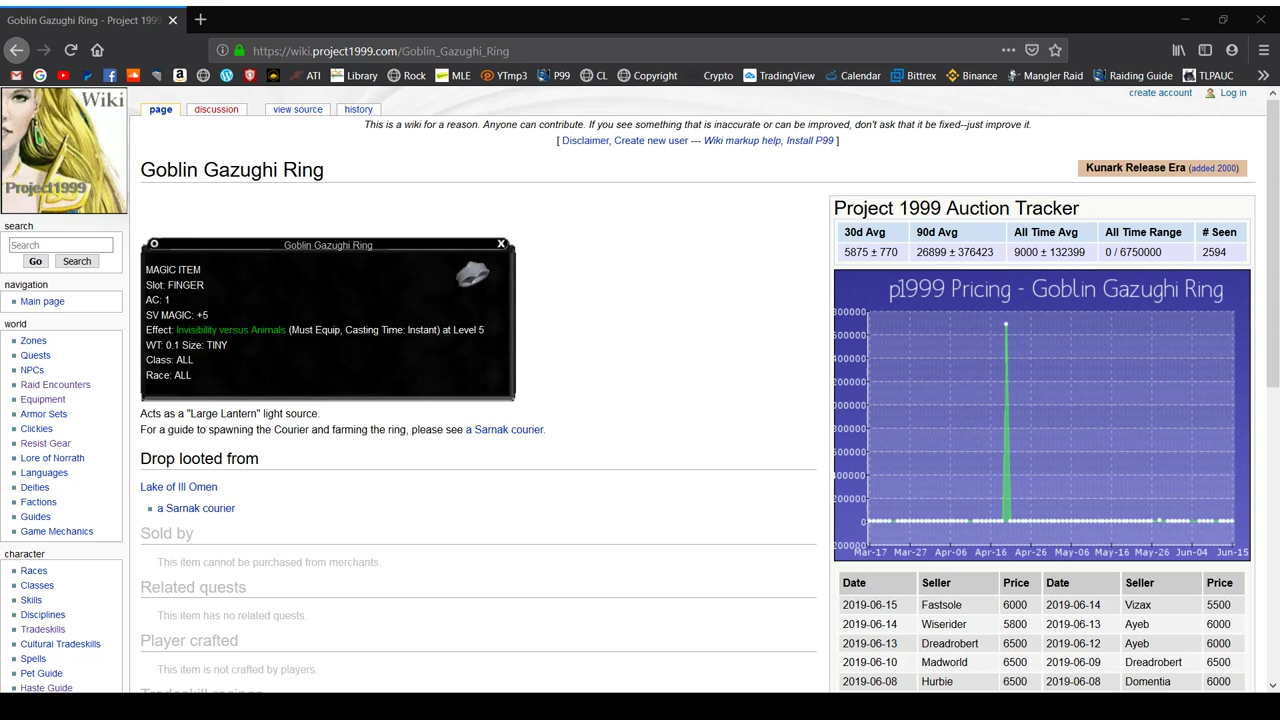 Goblin Gazughi Ring - Project 1999
https://wiki.project1999.com/Goblin_Gazughi_Ring
ATI Library Rock MLE YTmp3 P99 CL Copyright Crypto TradingView Calendar Bittrex Binance Mangler Raid Raiding Guide TLPAUC
create account Log in
Wiki
Project1999
page discussion view source history
This is a wiki for a reason. Anyone can contribute. If you see something that is inaccurate or can be improved, don't ask that it be fixed--just improve it.
[ Disclaimer, Create new user --- Wiki markup help, Install P99 ]
Goblin Gazughi Ring
Kunark Release Era (added 2000)
search
Search
Go Search
navigation
Main page
world
Zones
Quests
NPCs
Raid Encounters
Equipment
Armor Sets
Clickies
Resist Gear
Lore of Norrath
Languages
Deities
Factions
Guides
Game Mechanics
character
Races
Classes
Skills
Disciplines
Tradeskills
Cultural Tradeskills
Spells
Pet Guide
Haste Guide
Goblin Gazughi Ring
MAGIC ITEM
Slot: FINGER
AC: 1
SV MAGIC: +5
Effect: Invisibility versus Animals (Must Equip, Casting Time: Instant) at Level 5
WT: 0.1 Size: TINY
Class: ALL
Race: ALL
Acts as a "Large Lantern" light source.
For a guide to spawning the Courier and farming the ring, please see a Sarnak courier.
Drop looted from
Lake of Ill Omen
a Sarnak courier
Sold by
This item cannot be purchased from merchants.
Related quests
This item has no related quests.
Player crafted
This item is not crafted by players.
Tradeskill recipes
Project 1999 Auction Tracker
30d Avg 90d Avg All Time Avg All Time Range # Seen
5875 ± 770 26899 ± 376423 9000 ± 132399 0 / 6750000 2594
p1999 Pricing - Goblin Gazughi Ring
800000
400000
200000
000000
800000
600000
400000
200000
0
200000
Mar-17 Mar-27 Apr-06 Apr-16 Apr-26 May-06 May-16 May-26 Jun-04 Jun-15
Date Seller Price Date Seller Price
2019-06-15 Fastsole 6000 2019-06-14 Vizax 5500
2019-06-14 Wiserider 5800 2019-06-13 Ayeb 6000
2019-06-13 Dreadrobert 6500 2019-06-12 Ayeb 6000
2019-06-10 Madworld 6500 2019-06-09 Dreadrobert 6500
2019-06-08 Hurbie 6500 2019-06-08 Domentia 6000